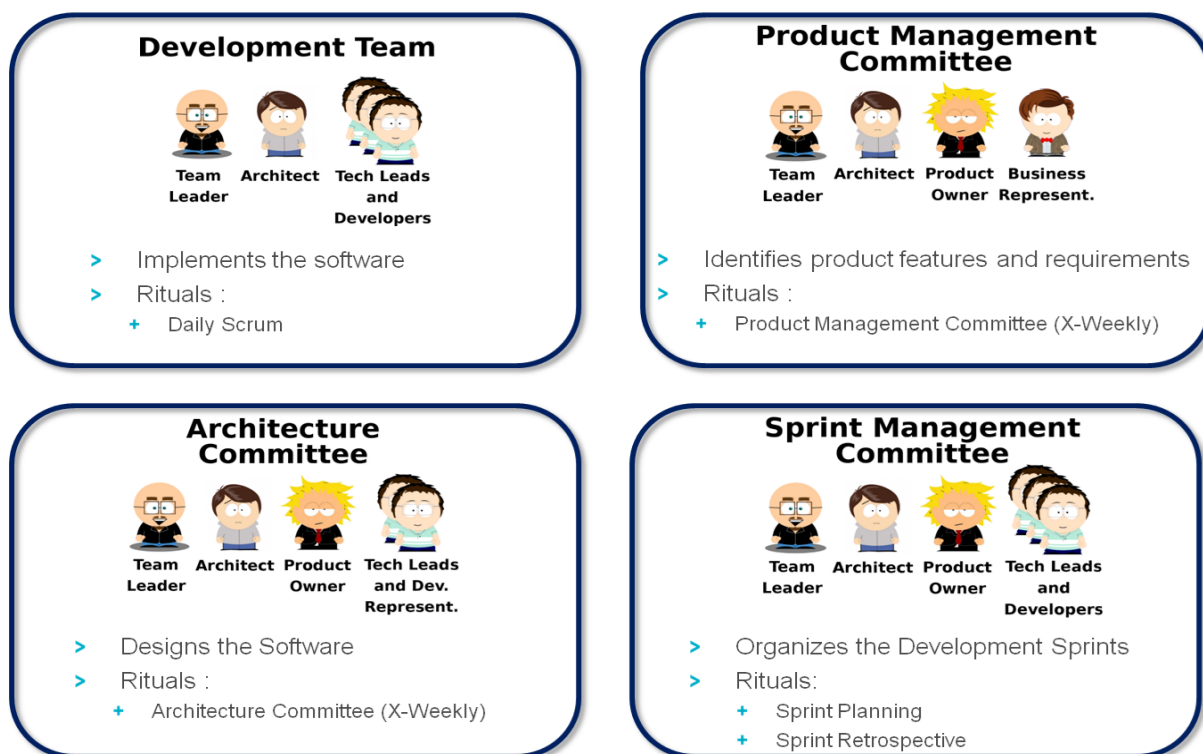 Development Team
Team
Leader
Architect
Tech Leads
and
Developers
> Implements the software
> Rituals :
+ Daily Scrum
Product Management
Committee
Team
Leader
Architect
Product
Owner
Business
Represent.
> Identifies product features and requirements
> Rituals :
+ Product Management Committee (X-Weekly)
Architecture
Committee
Team
Leader
Architect
Product
Owner
Tech Leads
and Dev.
Represent.
> Designs the Software
> Rituals :
+ Architecture Committee (X-Weekly)
Sprint Management
Committee
Team
Leader
Architect
Product
Owner
Tech Leads
and
Developers
> Organizes the Development Sprints
> Rituals:
+ Sprint Planning
+ Sprint Retrospective